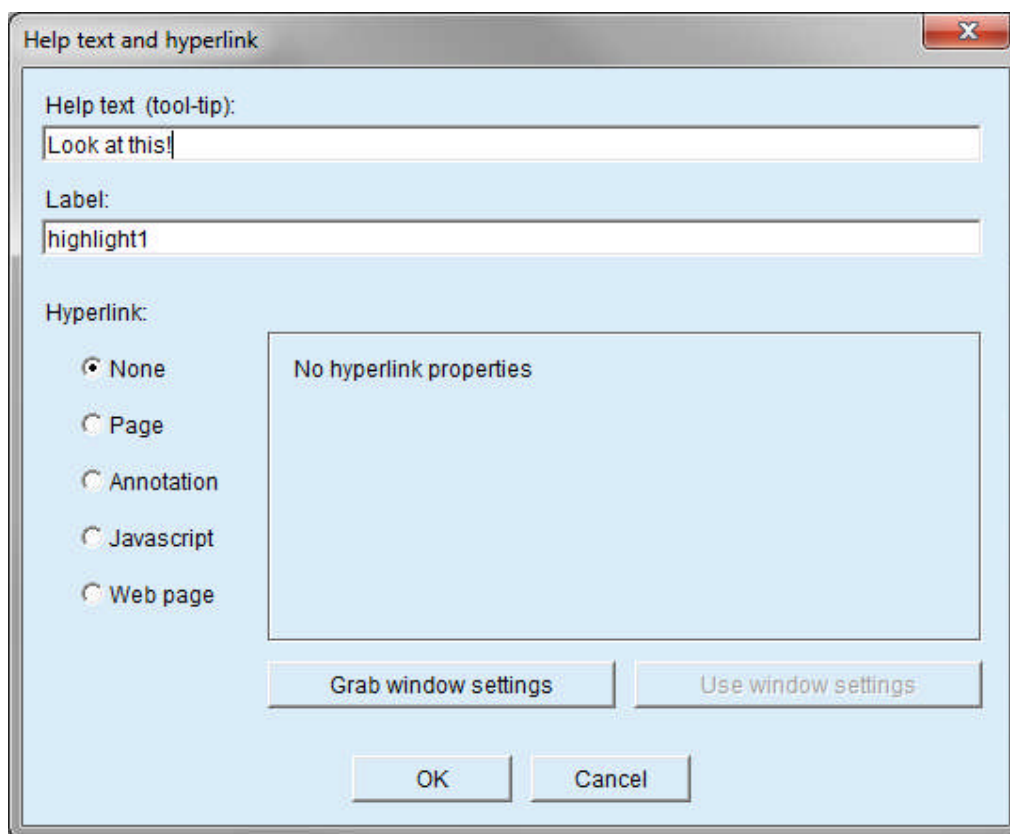 Help text and hyperlink
Help text (tool-tip):
Look at this!
Label:
highlight1
Hyperlink:
None
No hyperlink properties
Page
Annotation
Javascript
Web page
Grab window settings
Use window settings
OK
Cancel